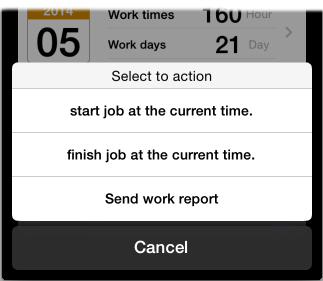 2014
Work times 160 Hour
05
Work days 21 Day
Select to action
start job at the current time.
finish job at the current time.
Send work report
Cancel